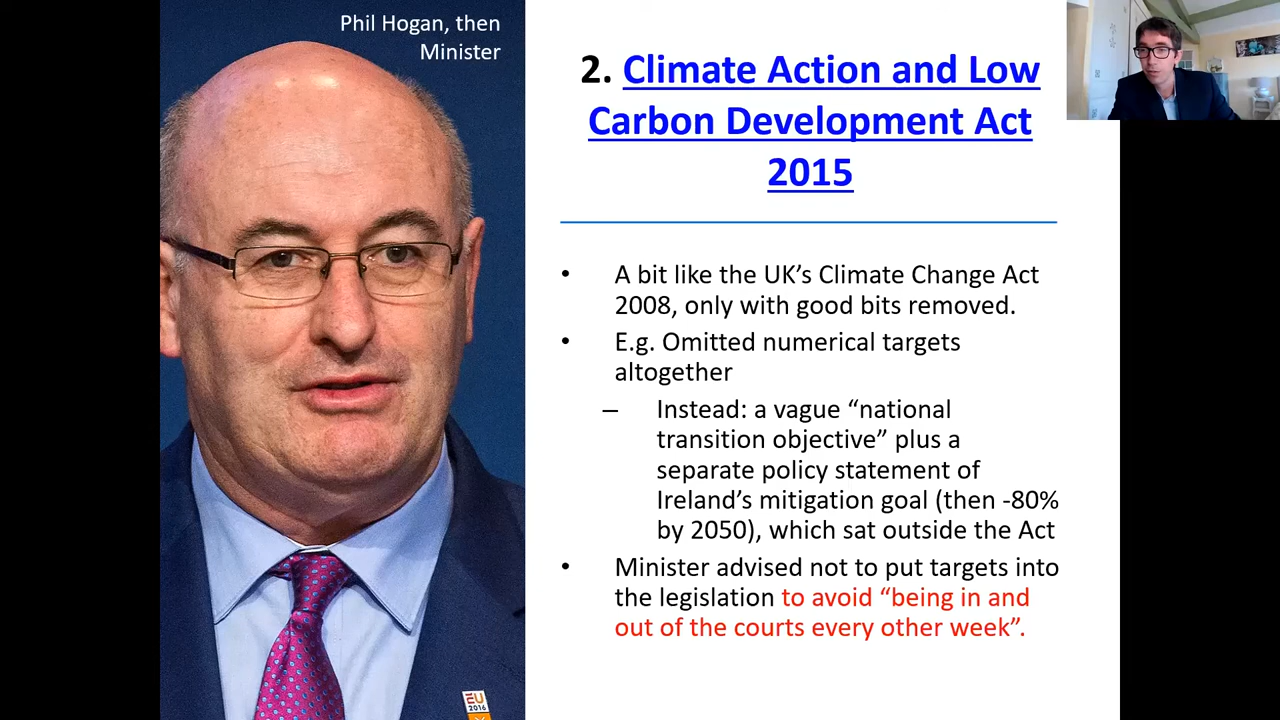 Phil Hogan, then
Minister
2. Climate Action and Low
Carbon Development Act
2015
• A bit like the UK’s Climate Change Act
2008, only with good bits removed.
• E.g. Omitted numerical targets
altogether
– Instead: a vague “national
transition objective” plus a
separate policy statement of
Ireland’s mitigation goal (then -80%
by 2050), which sat outside the Act
• Minister advised not to put targets into
the legislation to avoid “being in and
out of the courts every other week”.
EU
2016